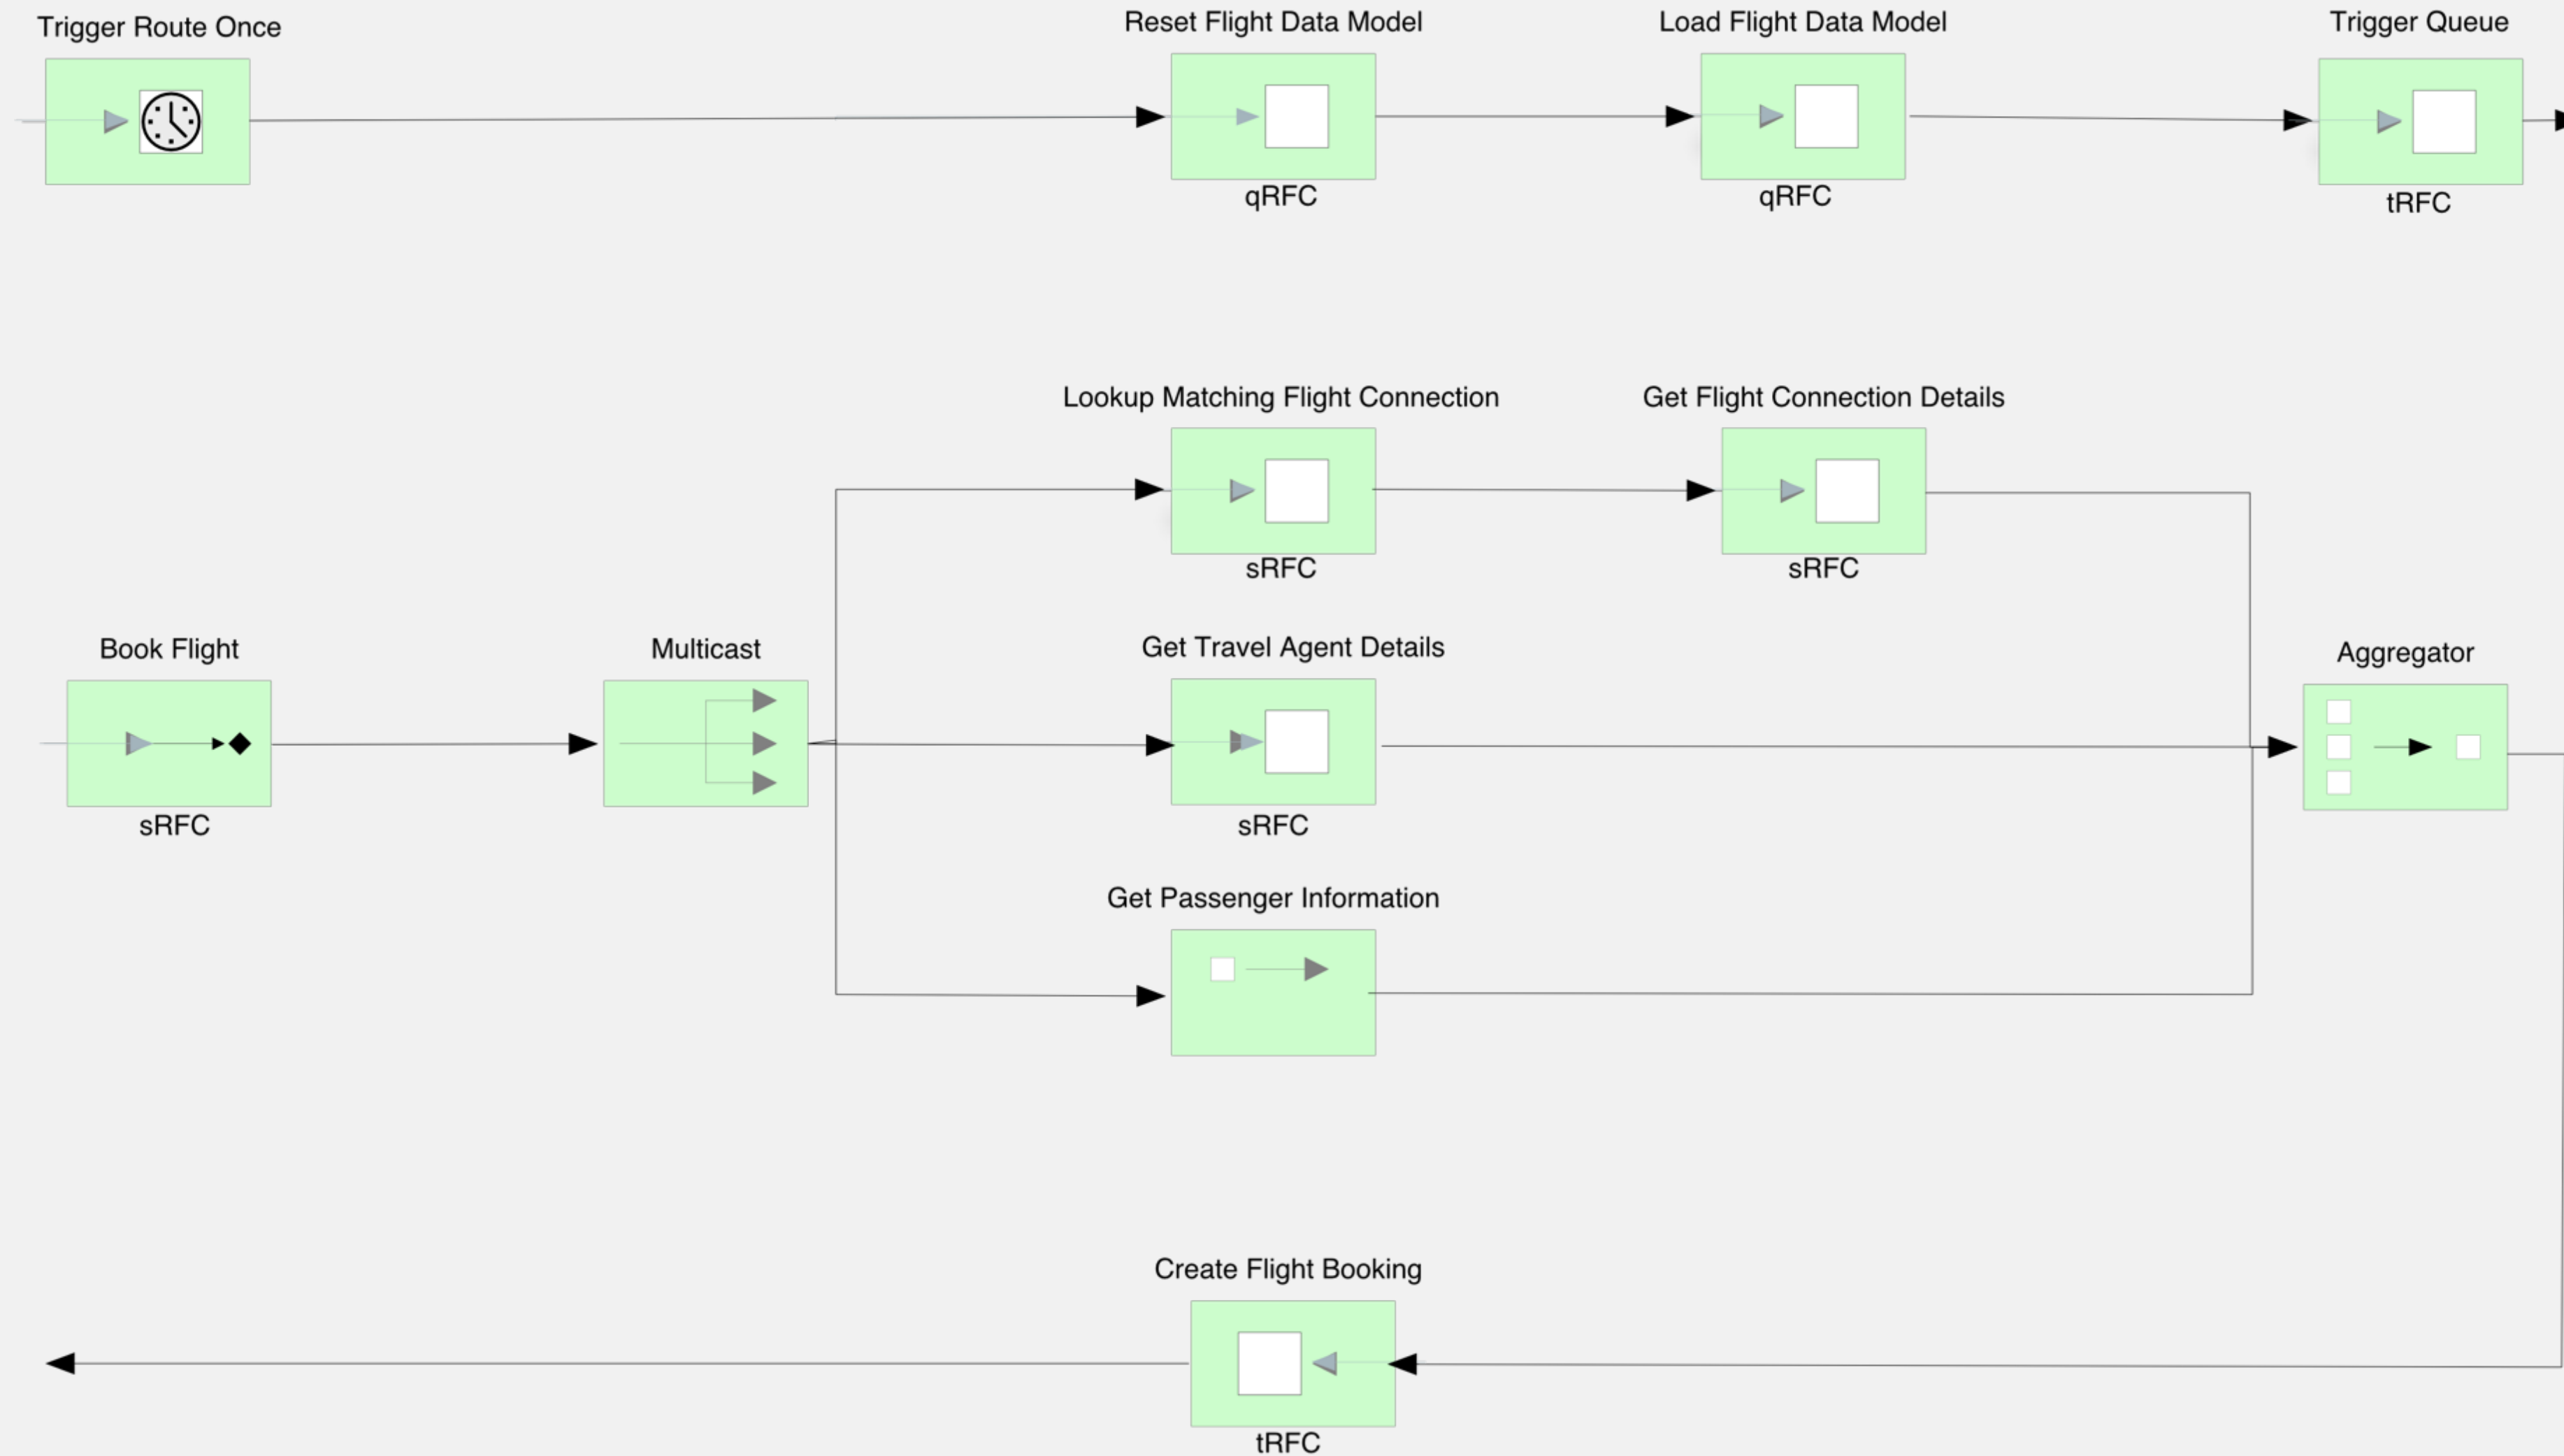 Trigger Route Once
Reset Flight Data Model
Load Flight Data Model
Trigger Queue
qRFC
qRFC
tRFC
Lookup Matching Flight Connection
Get Flight Connection Details
sRFC
sRFC
Book Flight
Multicast
Get Travel Agent Details
Aggregator
sRFC
sRFC
Get Passenger Information
Create Flight Booking
tRFC